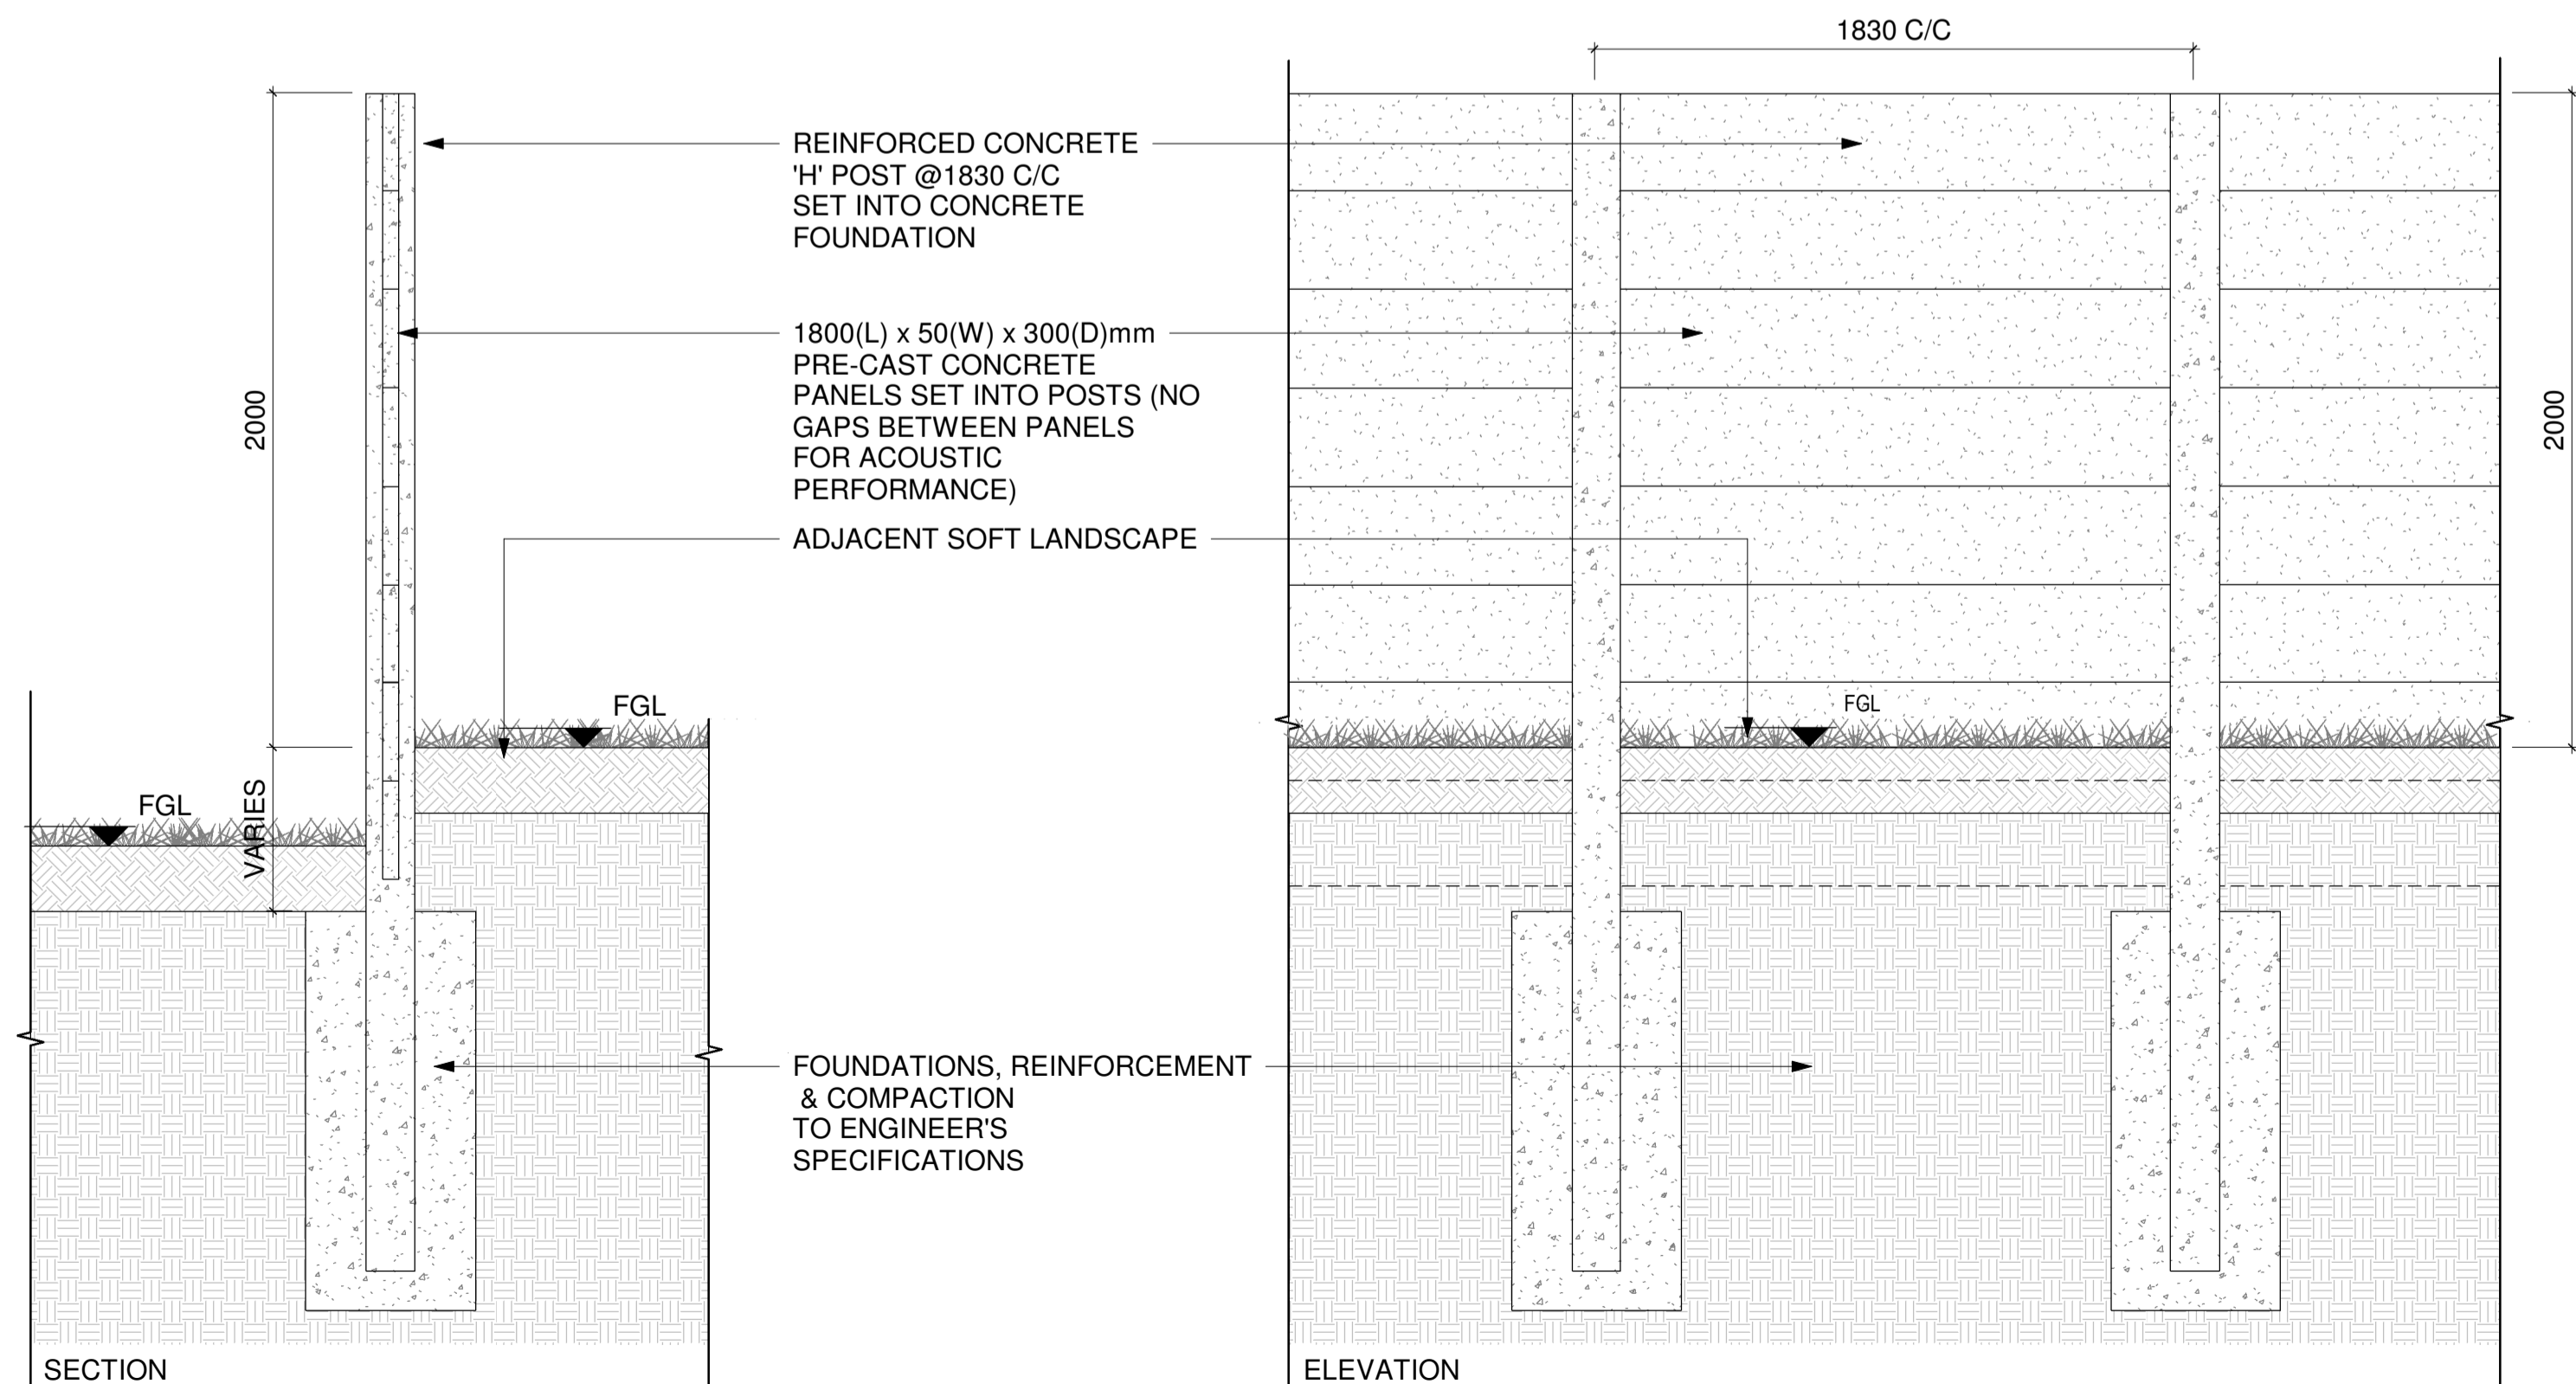 1830 C/C
REINFORCED CONCRETE
'H' POST @1830 C/C
SET INTO CONCRETE
FOUNDATION
1800(L) x 50(W) x 300(D)mm
PRE-CAST CONCRETE
PANELS SET INTO POSTS (NO
GAPS BETWEEN PANELS
FOR ACOUSTIC
PERFORMANCE)
2000
2000
ADJACENT SOFT LANDSCAPE
FGL
FGL
FGL
VARIES
FOUNDATIONS, REINFORCEMENT
& COMPACTION
TO ENGINEER'S
SPECIFICATIONS
SECTION
ELEVATION